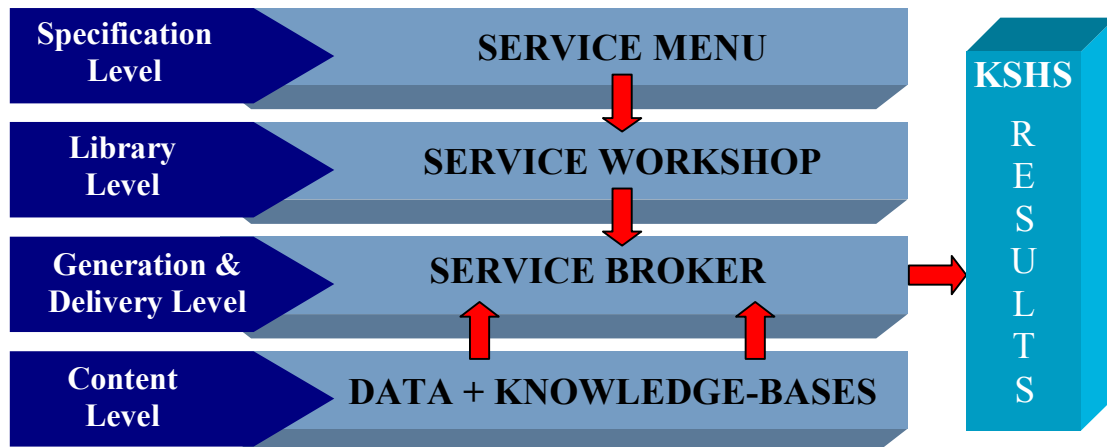 Specification
Level
SERVICE MENU
Library
Level
SERVICE WORKSHOP
Generation &
Delivery Level
SERVICE BROKER
Content
Level
DATA + KNOWLEDGE-BASES
KSHS
R
E
S
U
L
T
S